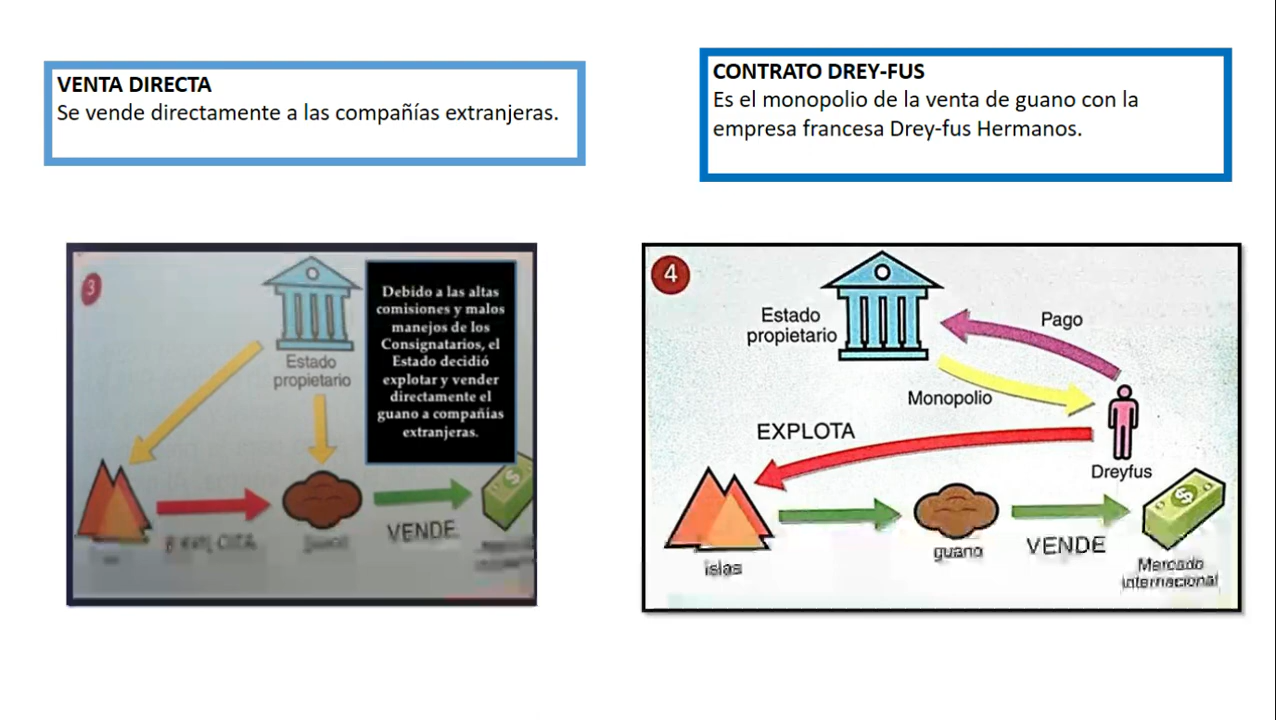 VENTA DIRECTA
Se vende directamente a las compañías extranjeras.
CONTRATO DREY-FUS
Es el monopolio de la venta de guano con la
empresa francesa Drey-fus Hermanos.
3
Estado
propietario
Debido a las altas
comisiones y malos
manejos de los
Consignatarios, el
Estado decidió
explotar y vender
directamente el
guano a compañías
extranjeras.
VENDE
4
Estado
propietario
Pago
Monopolio
EXPLOTA
Dreyfus
islas
guano
VENDE
Mercado
internacional